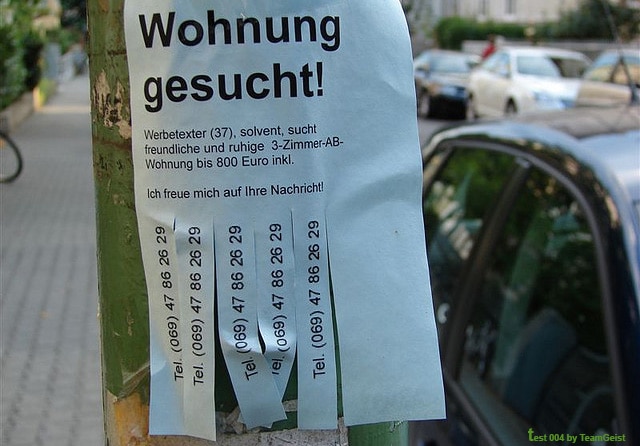 Wohnung
gesucht!
Werbetexter (37), solvent, sucht
freundliche und ruhige 3-Zimmer-AB-
Wohnung bis 800 Euro inkl.
Ich freue mich auf Ihre Nachricht!
Tel. (069) 47 86 26 29
Tel. (069) 47 86 26 29
Tel. (069) 47 86 26 29
Tel. (069) 47 86 26 29
Tel. (069) 47 86 26 29
test 004 by TeamGeist